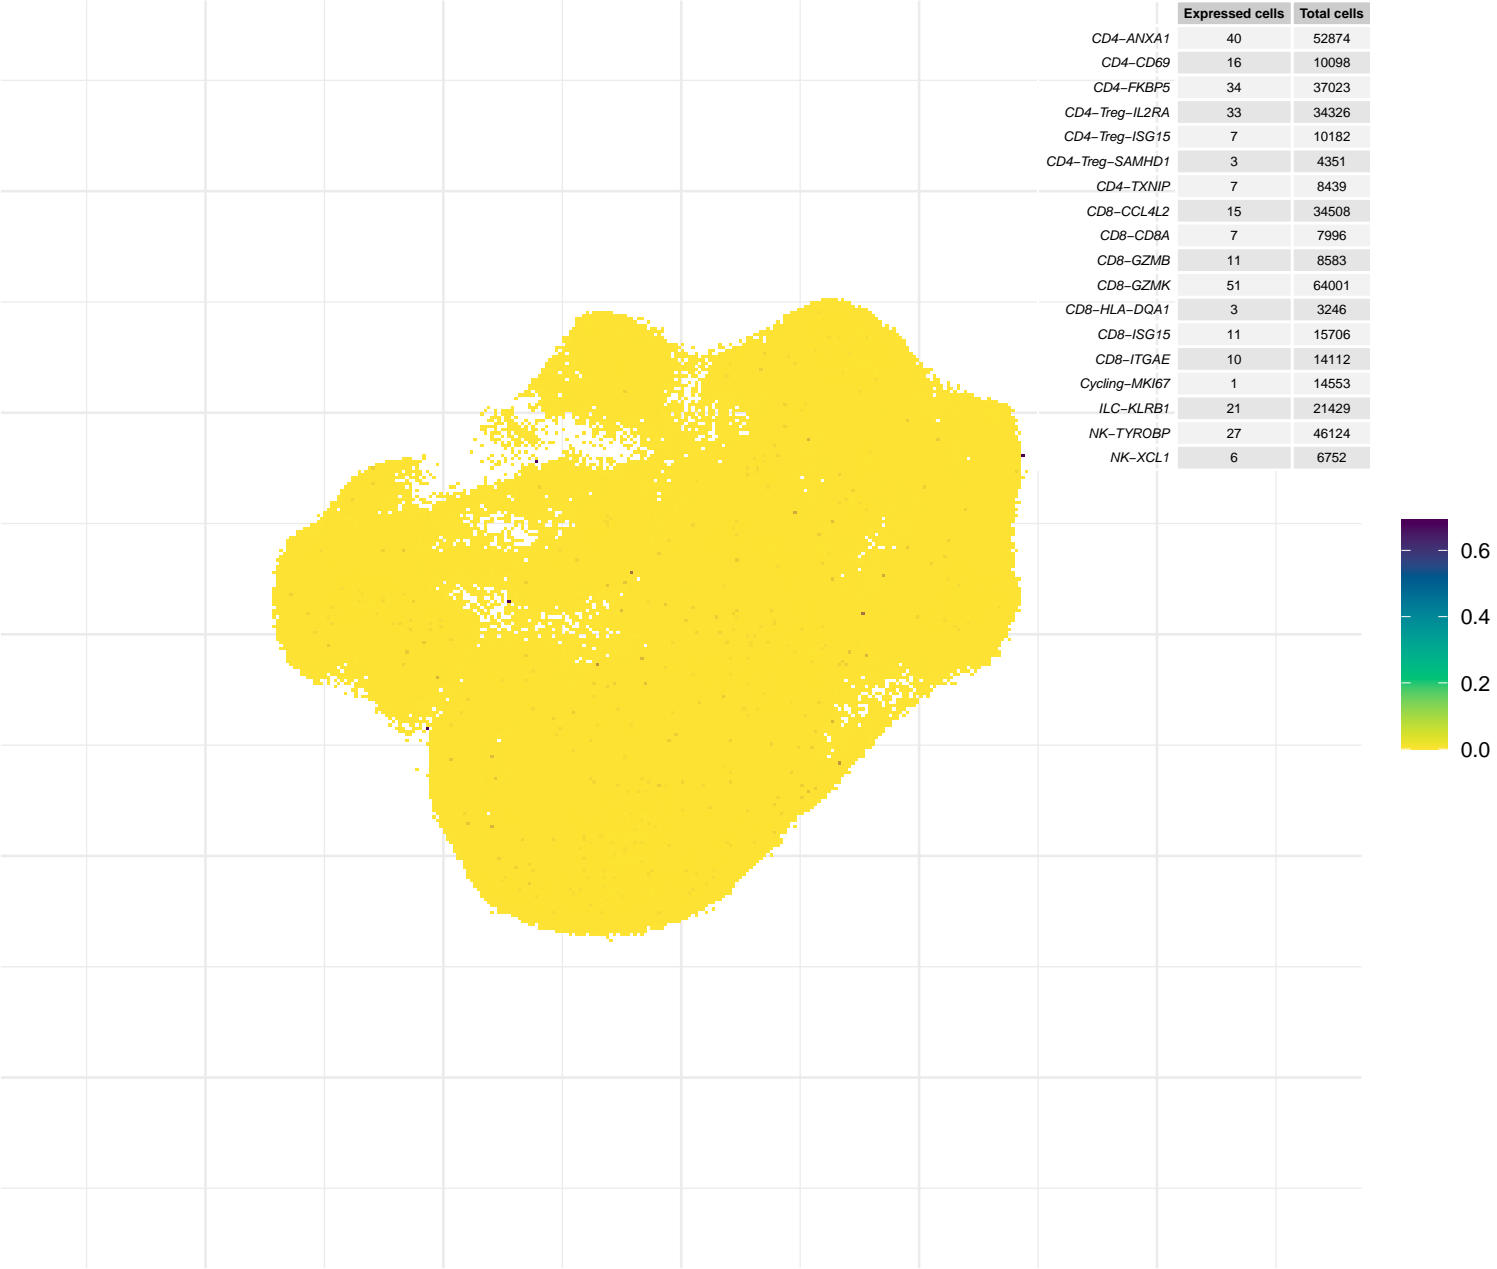 Expressed cells Total cells
CD4−ANXA1 40 52874
CD4−CD69 16 10098
CD4−FKBP5 34 37023
CD4−Treg−IL2RA 33 34326
CD4−Treg−ISG15 7 10182
CD4−Treg−SAMHD1 3 4351
CD4−TXNIP 7 8439
CD8−CCL4L2 15 34508
CD8−CD8A 7 7996
CD8−GZMB 11 8583
CD8−GZMK 51 64001
CD8−HLA−DQA1 3 3246
CD8−ISG15 11 15706
CD8−ITGAE 10 14112
Cycling−MKI67 1 14553
ILC−KLRB1 21 21429
NK−TYROBP 27 46124
NK−XCL1 6 6752
0.6
0.4
0.2
0.0